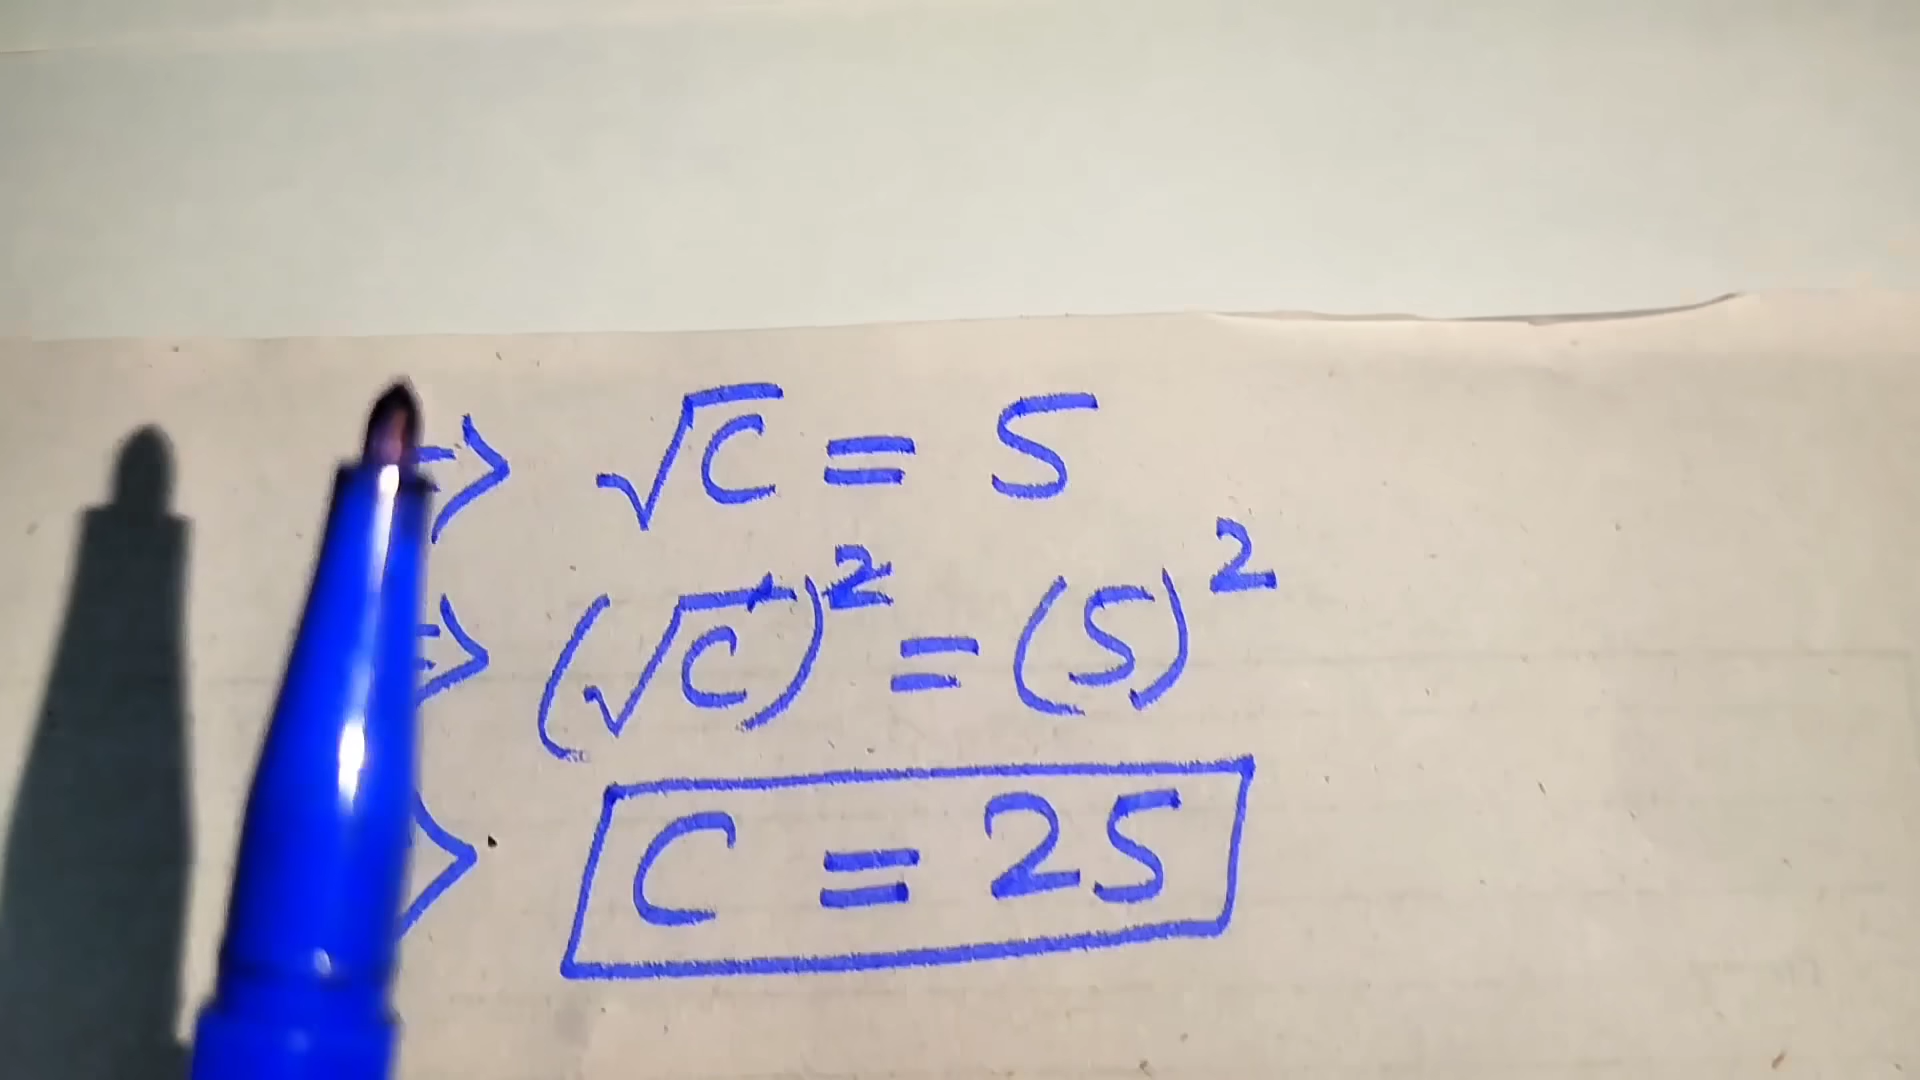 ⇒ √C = 5
⇒ (√C)² = (5)²
⇒ C = 25